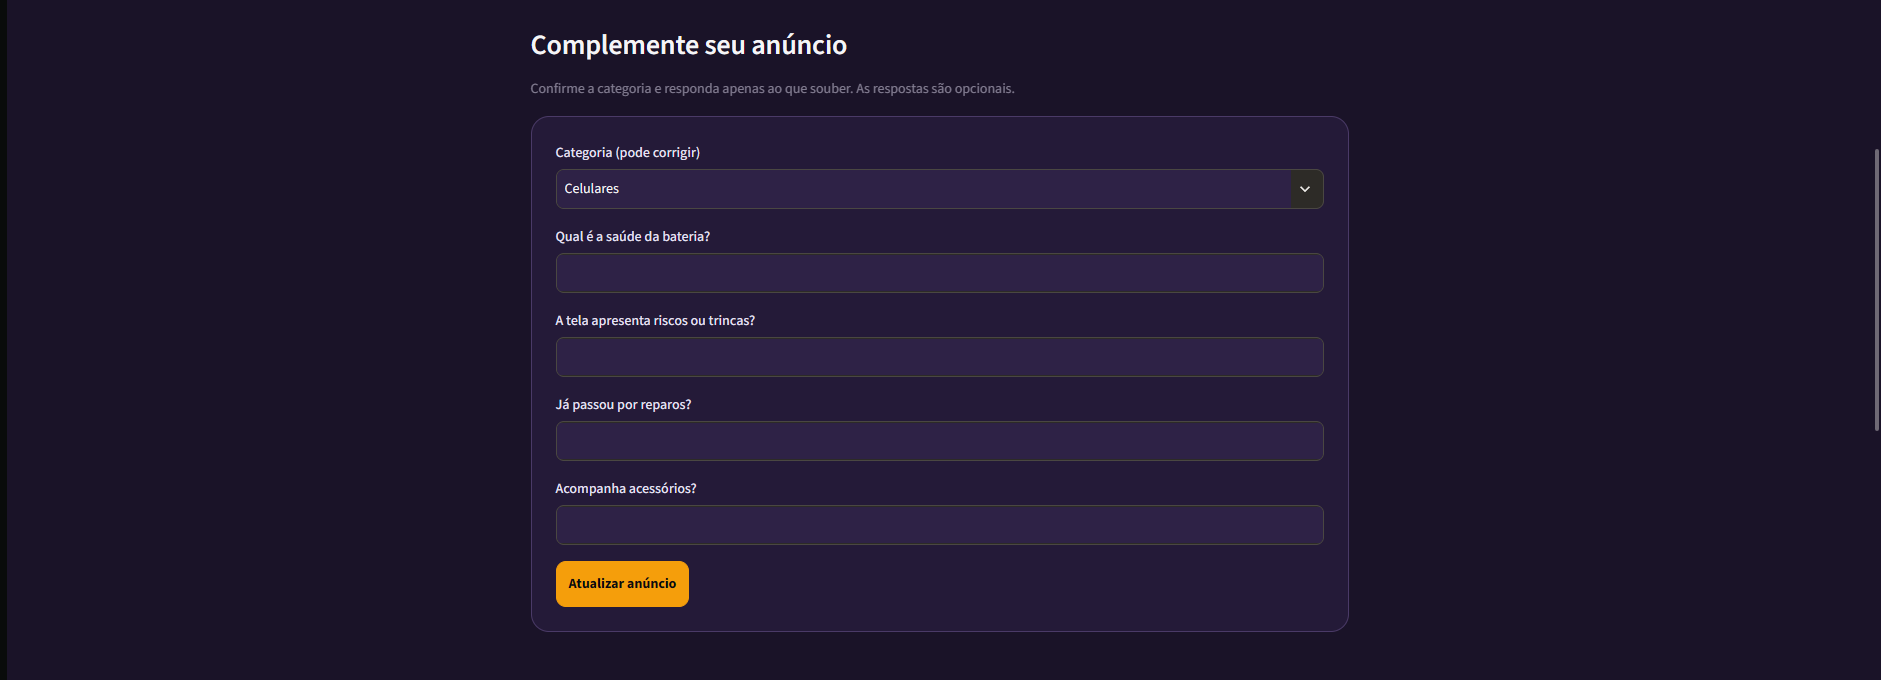 Complemente seu anúncio
Confirme a categoria e responda apenas ao que souber. As respostas são opcionais.
Categoria (pode corrigir)
Celulares
Qual é a saúde da bateria?
A tela apresenta riscos ou trincas?
Já passou por reparos?
Acompanha acessórios?
Atualizar anúncio